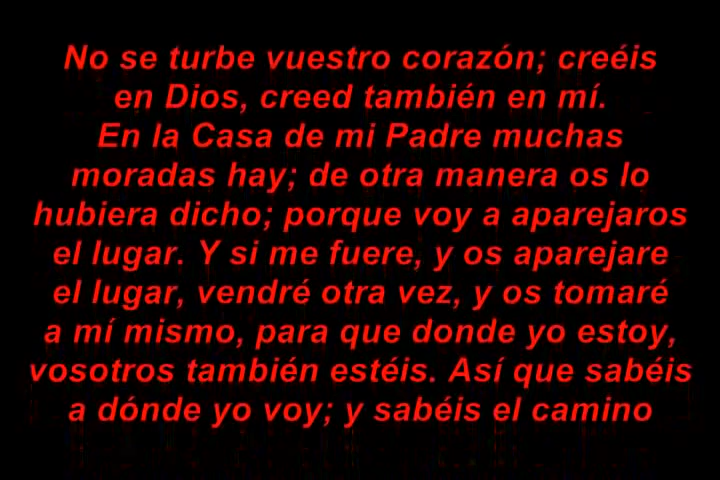 No se turbe vuestro corazón; creéis
en Dios, creed también en mí.
En la Casa de mi Padre muchas
moradas hay; de otra manera os lo
hubiera dicho; porque voy a aparejaros
el lugar. Y si me fuere, y os aparejare
el lugar, vendré otra vez, y os tomaré
a mí mismo, para que donde yo estoy,
vosotros también estéis. Así que sabéis
a dónde yo voy; y sabéis el camino